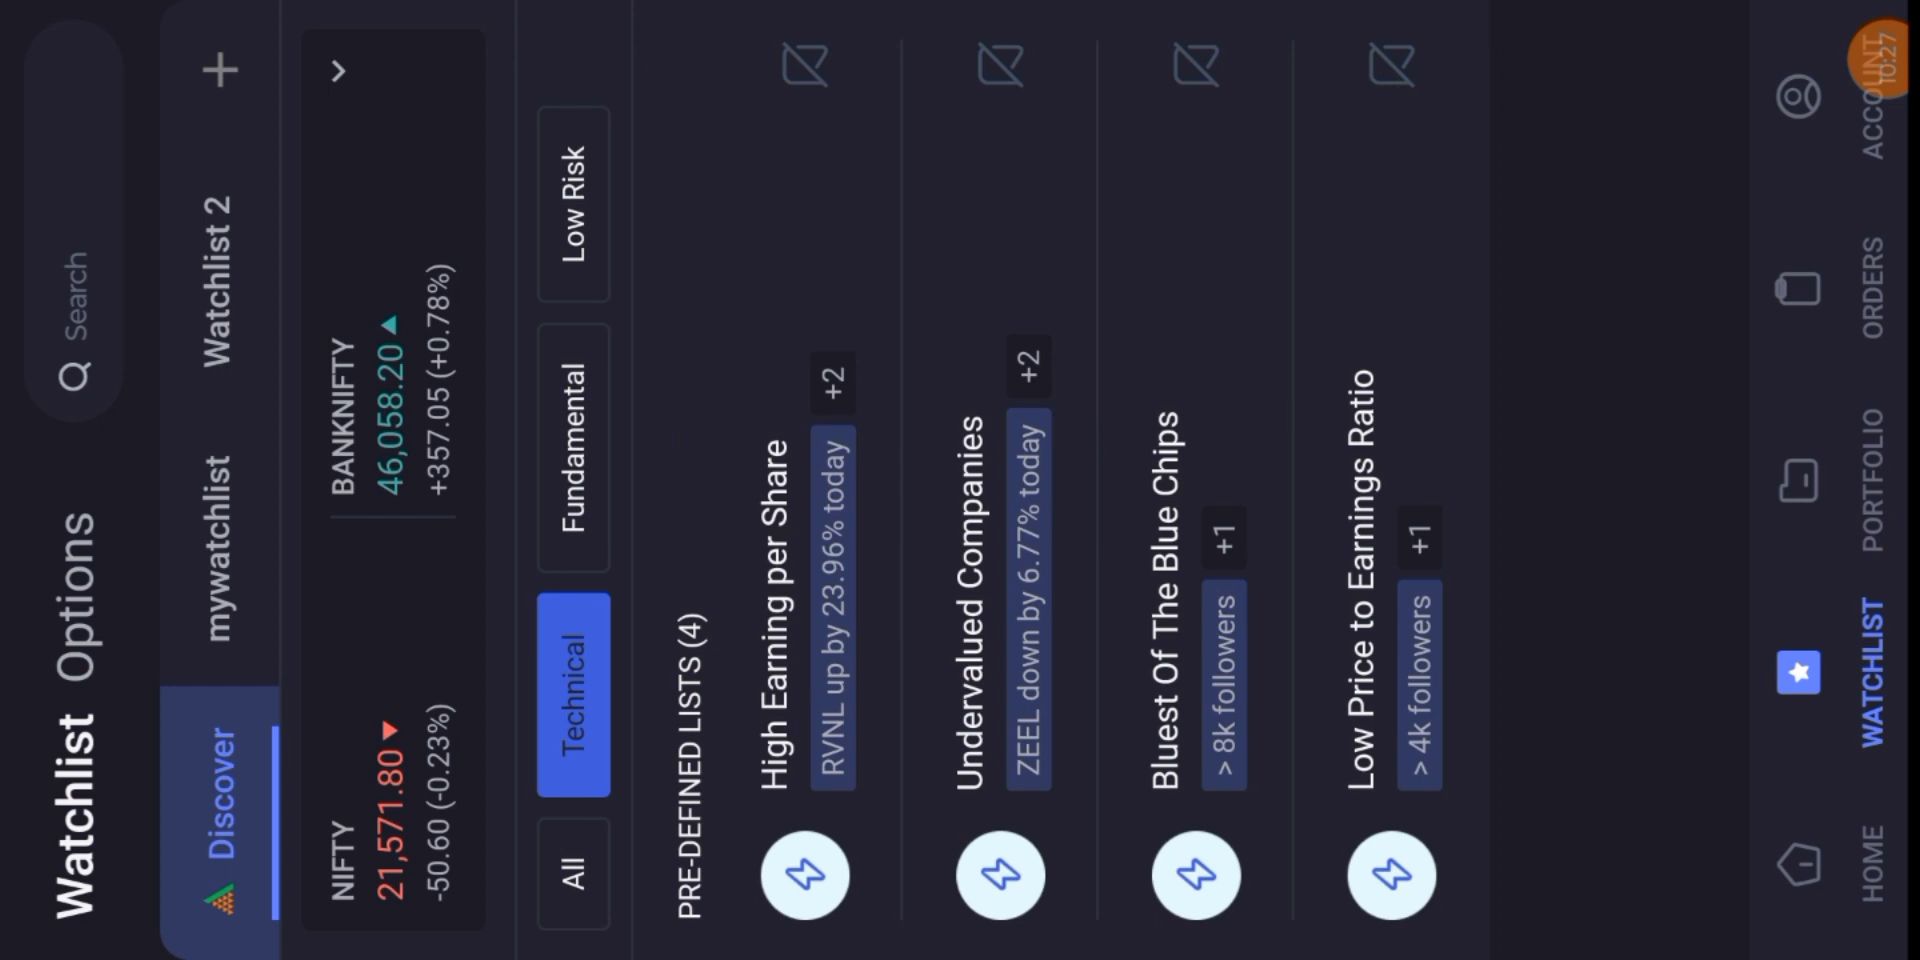 10:27
Watchlist Options
Search
Discover mywatchlist Watchlist 2
NIFTY
21,571.80
-50.60 (-0.23%)
BANKNIFTY
46,058.20
+357.05 (+0.78%)
All Technical Fundamental Low Risk
PRE-DEFINED LISTS (4)
High Earning per Share
RVNL up by 23.96% today +2
Undervalued Companies
ZEEL down by 6.77% today +2
Bluest Of The Blue Chips
> 8k followers +1
Low Price to Earnings Ratio
> 4k followers +1
HOME WATCHLIST PORTFOLIO ORDERS ACCOUNT